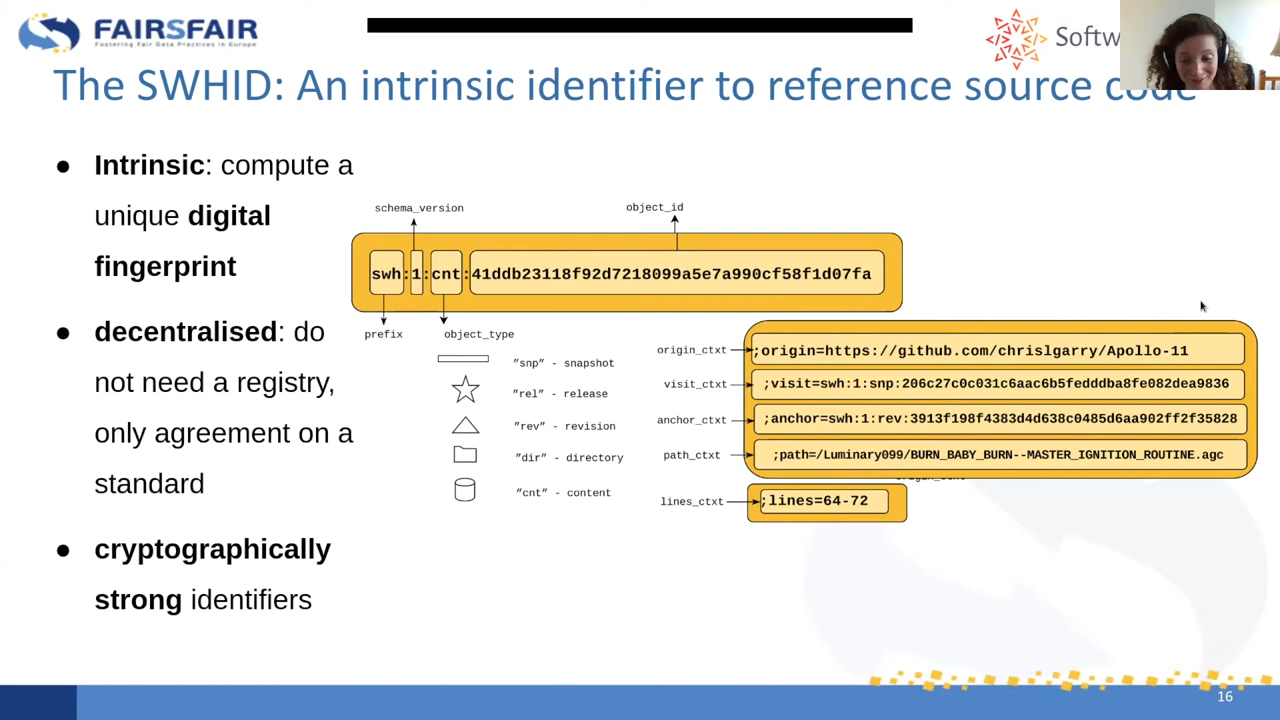 FAIRSFAIR
Fostering Fair Data Practices in Europe
Softw
The SWHID: An intrinsic identifier to reference source code
● Intrinsic: compute a
unique digital
fingerprint
● decentralised: do
not need a registry,
only agreement on a
standard
● cryptographically
strong identifiers
schema_version
object_id
swh:1:cnt:41ddb23118f92d7218099a5e7a990cf58f1d07fa
prefix
object_type
”snp” - snapshot
”rel” - release
”rev” - revision
”dir” - directory
”cnt” - content
origin_ctxt
;origin=https://github.com/chrislgarry/Apollo-11
visit_ctxt
;visit=swh:1:snp:206c27c0c031c6aac6b5fedddba8fe082dea9836
anchor_ctxt
;anchor=swh:1:rev:3913f198f4383d4d638c0485d6aa902ff2f35828
path_ctxt
;path=/Luminary099/BURN_BABY_BURN--MASTER_IGNITION_ROUTINE.agc
lines_ctxt
;lines=64-72
16